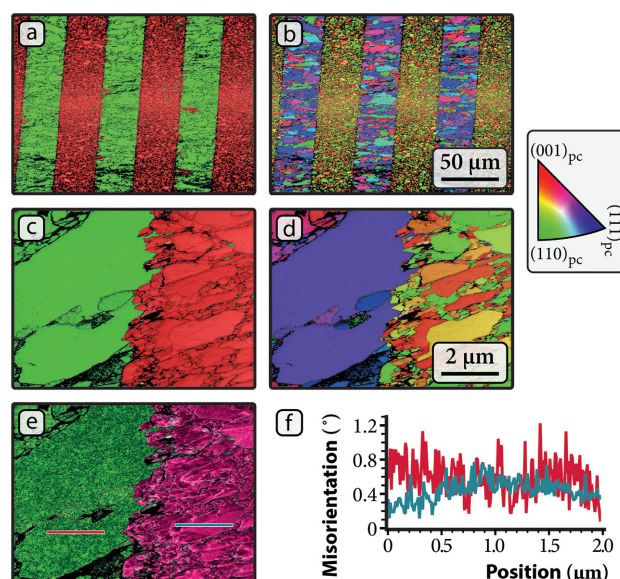 a
b
50 μm
(001)pc
(111)pc
(110)pc
c
d
2 μm
e
f
1.2
0.8
0.4
0
Misorientation (°)
0
0.5
1.0
1.5
2.0
Position (μm)